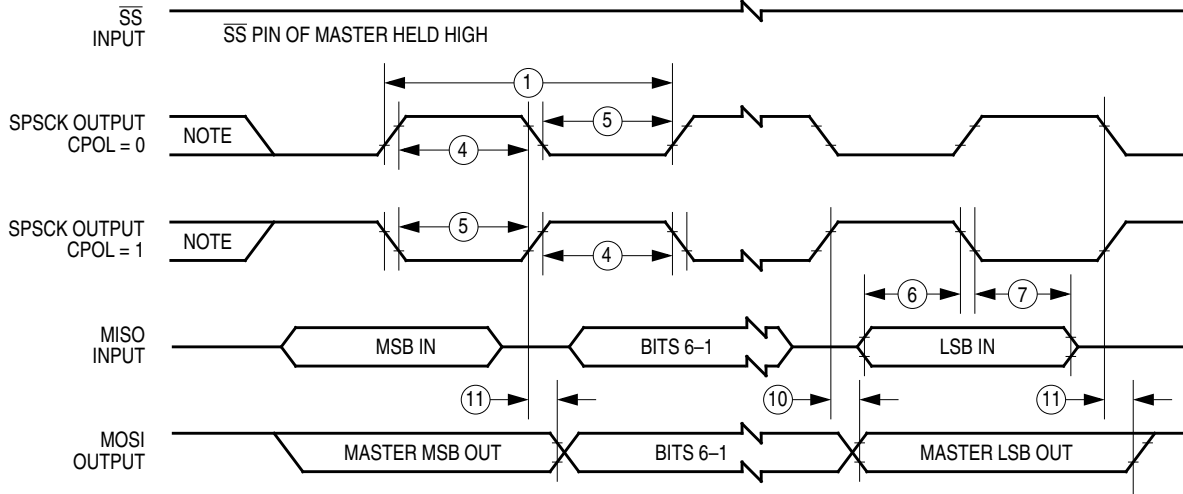 SS
INPUT
SS PIN OF MASTER HELD HIGH
1
SPSCK OUTPUT
CPOL = 0
NOTE
5
4
SPSCK OUTPUT
CPOL = 1
NOTE
5
4
6
7
MISO
INPUT
MSB IN
BITS 6–1
LSB IN
11
10
11
MOSI
OUTPUT
MASTER MSB OUT
BITS 6–1
MASTER LSB OUT